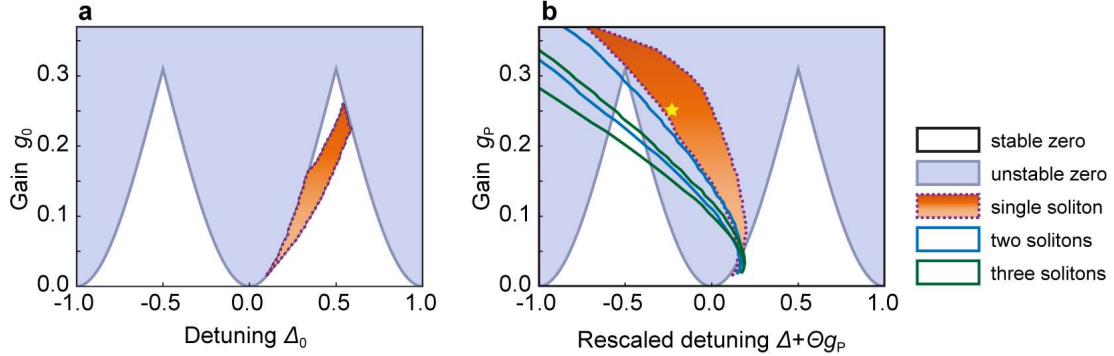 a
b
0.3
0.2
0.1
0.0
Gain g₀
-1.0 -0.5 0.0 0.5 1.0
Detuning Δ₀
0.3
0.2
0.1
0.0
Gain gₚ
-1.0 -0.5 0.0 0.5 1.0
Rescaled detuning Δ+Θgₚ
stable zero
unstable zero
single soliton
two solitons
three solitons